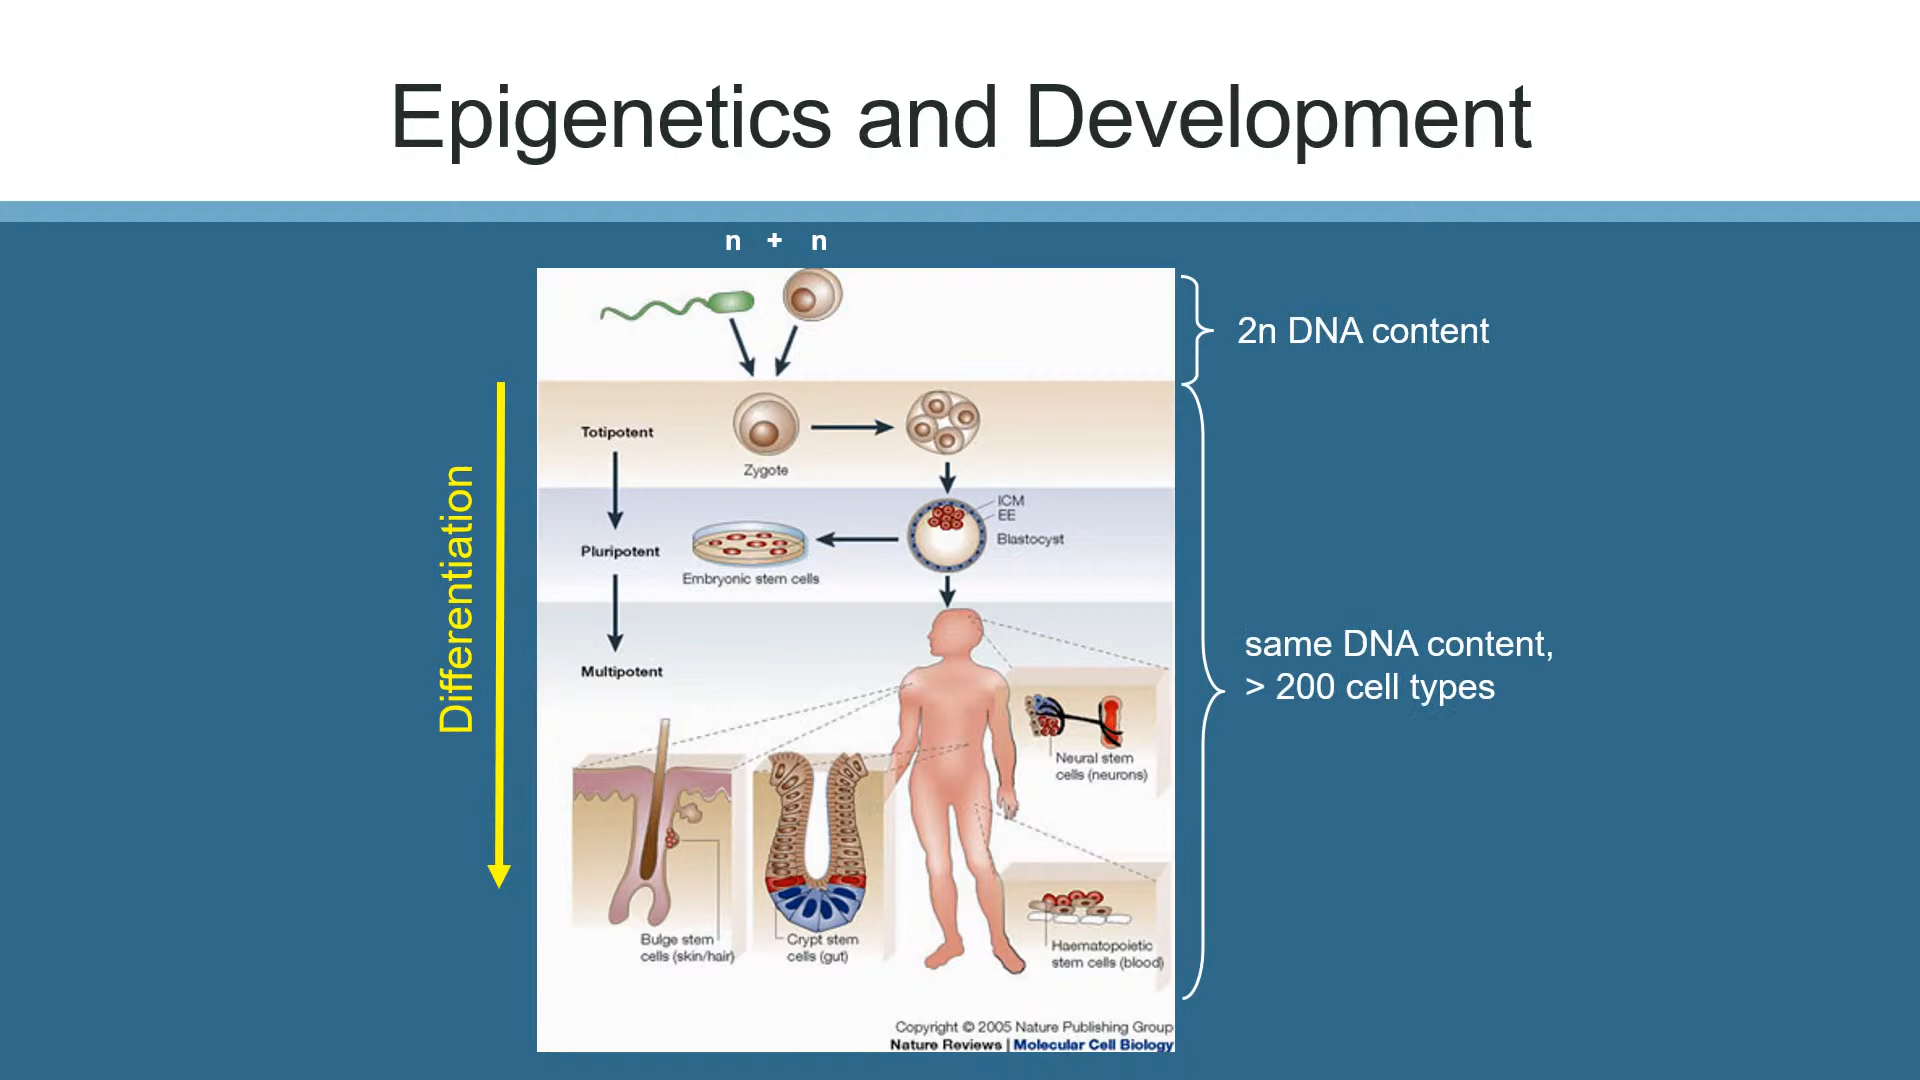 Epigenetics and Development
n + n
2n DNA content
Totipotent
Zygote
ICM
EE
Blastocyst
Pluripotent
Embryonic stem cells
Differentiation
same DNA content,
> 200 cell types
Multipotent
Neural stem
cells (neurons)
Bulge stem
cells (skin/hair)
Crypt stem
cells (gut)
Haematopoietic
stem cells (blood)
Copyright © 2005 Nature Publishing Group
Nature Reviews | Molecular Cell Biology